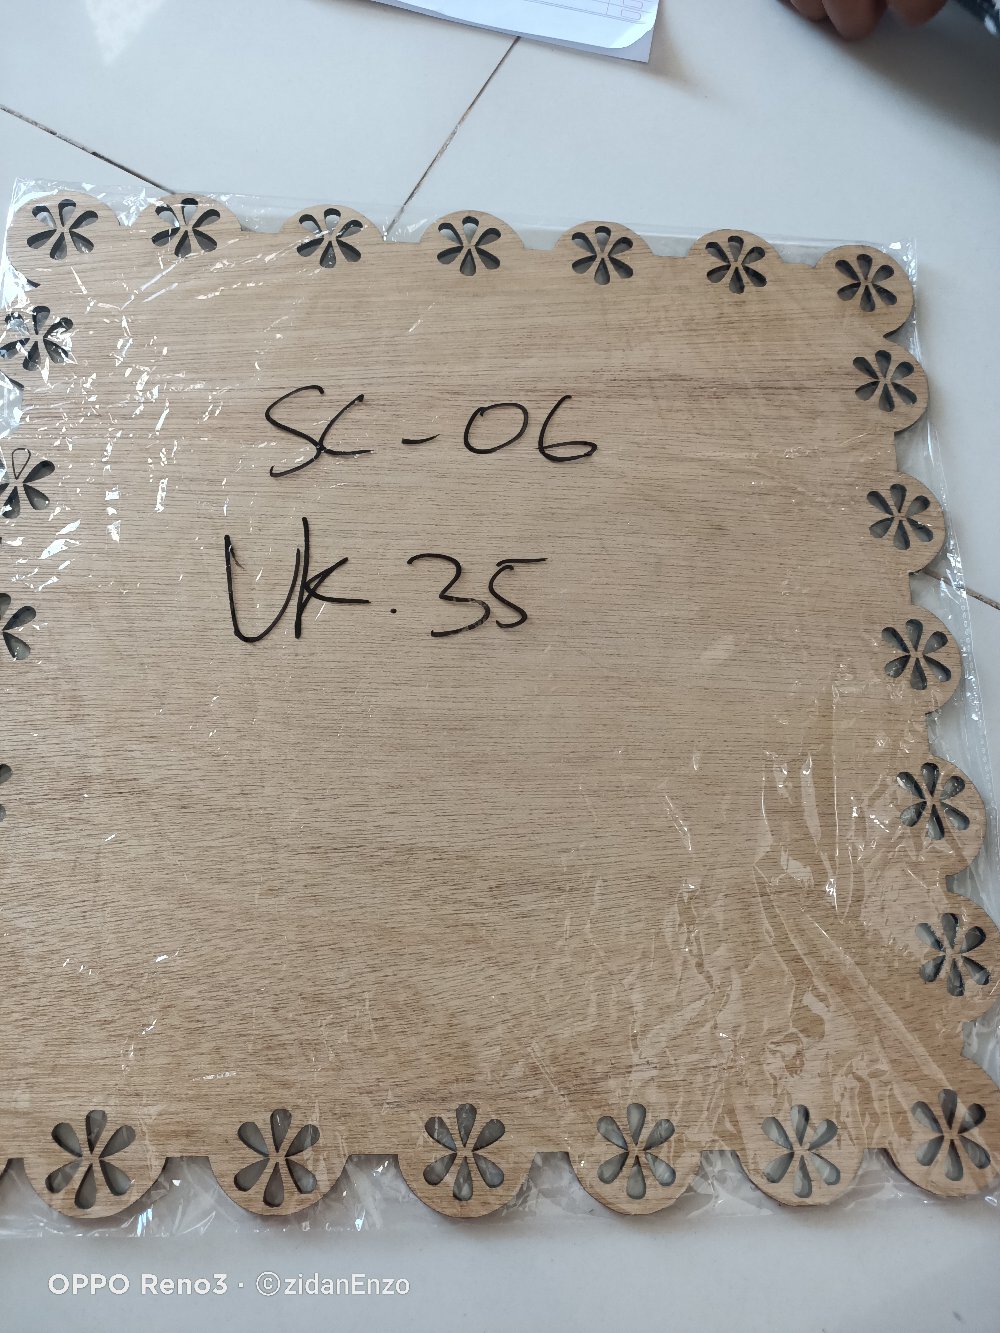 SC-06
Uk.35
OPPO Reno3 · ©zidanEnzo